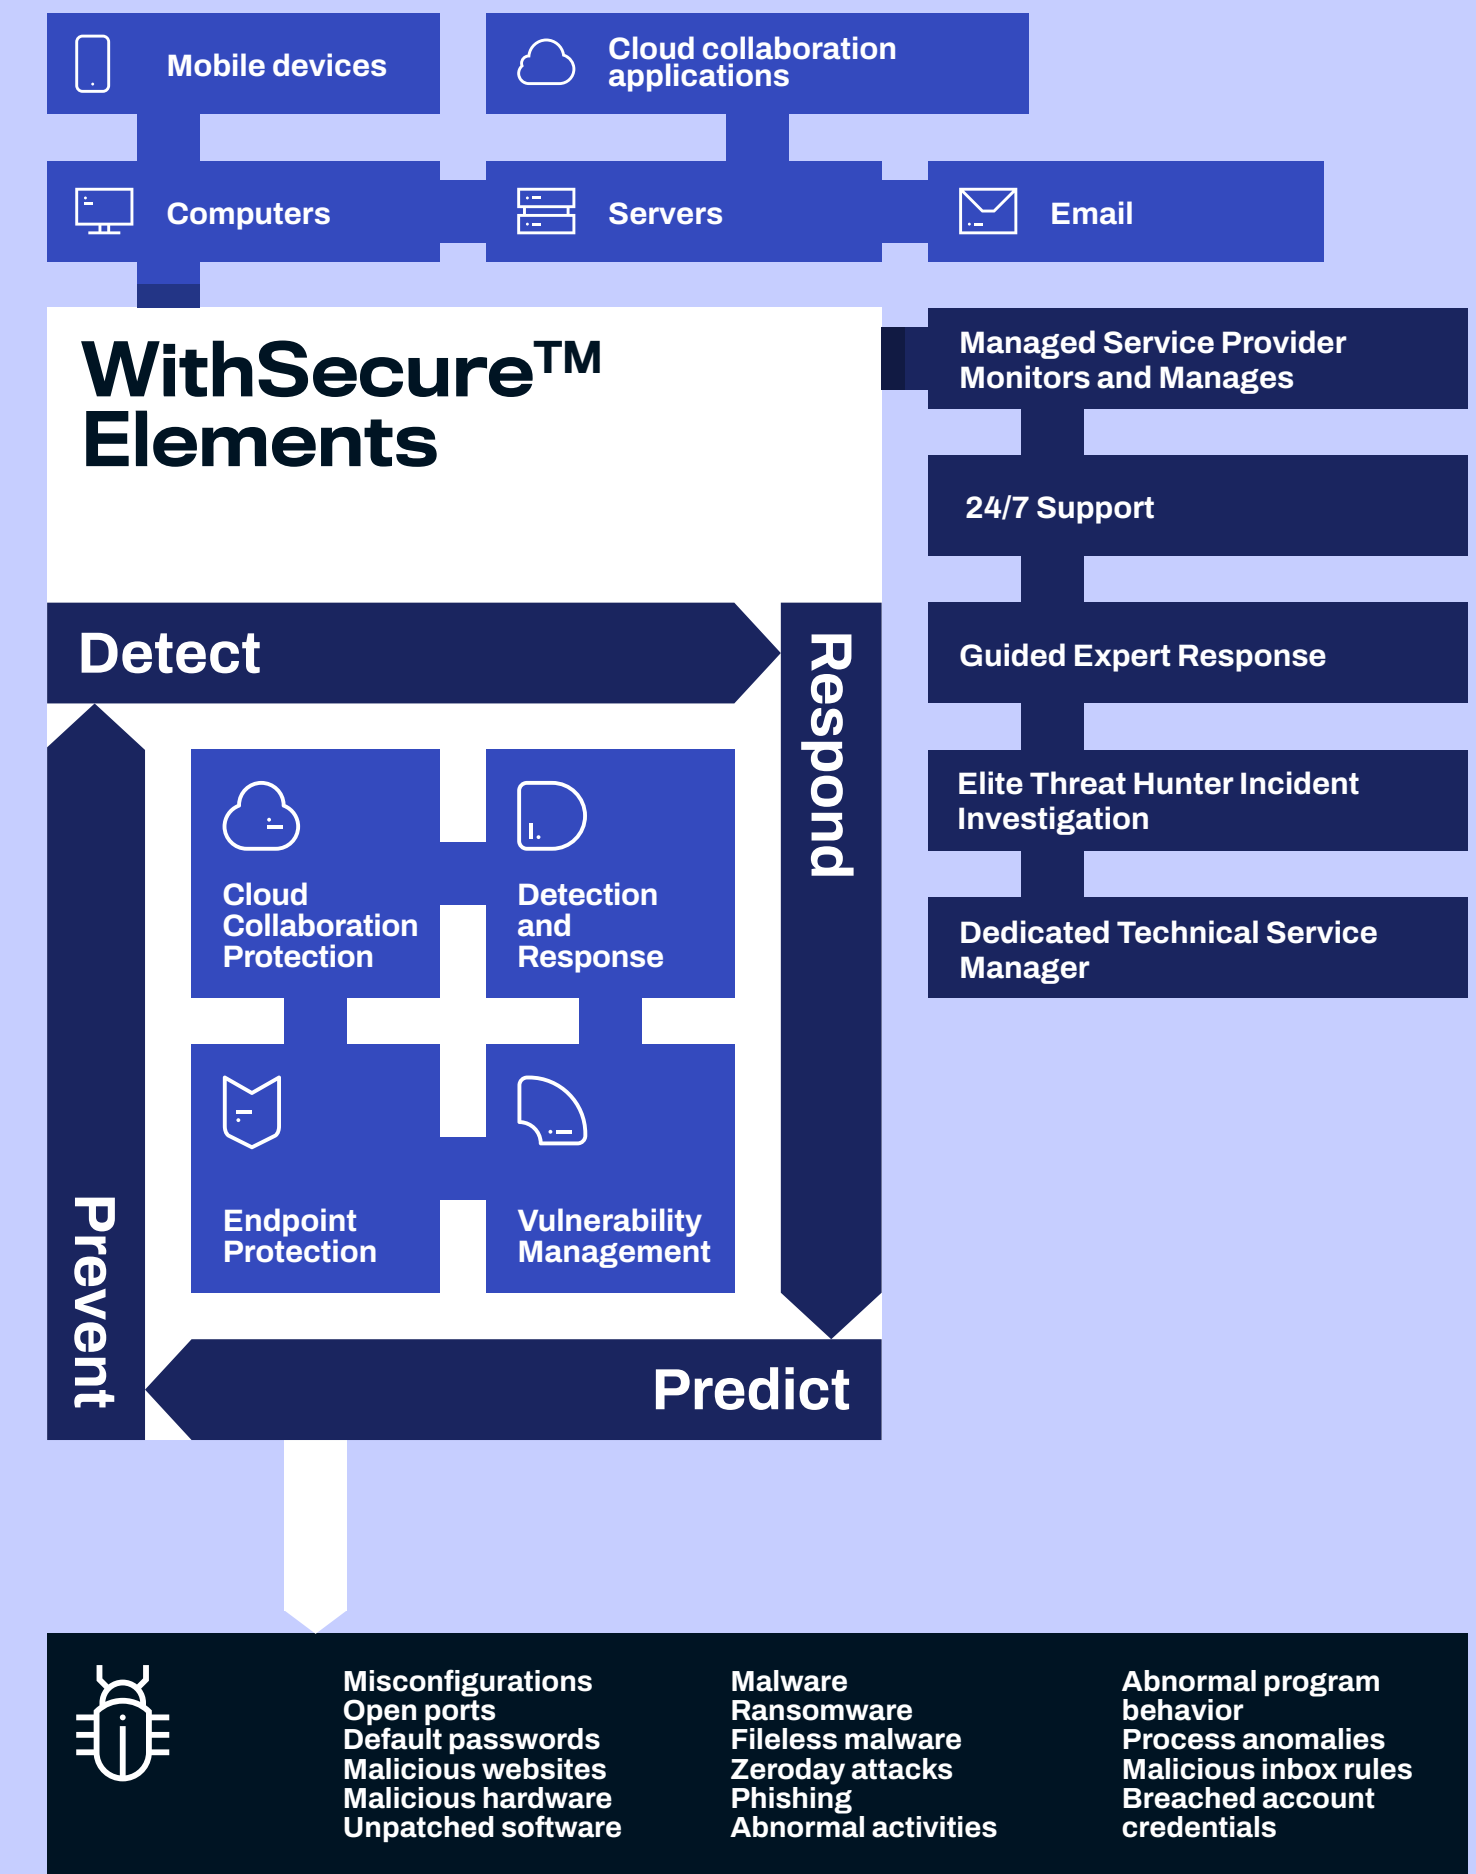 Mobile devices
Cloud collaboration
applications
Computers
Servers
Email
WithSecure™
Elements
Managed Service Provider
Monitors and Manages
24/7 Support
Guided Expert Response
Elite Threat Hunter Incident
Investigation
Dedicated Technical Service
Manager
Detect
Respond
Cloud
Collaboration
Protection
Detection
and
Response
Endpoint
Protection
Vulnerability
Management
Prevent
Predict
Misconfigurations
Open ports
Default passwords
Malicious websites
Malicious hardware
Unpatched software
Malware
Ransomware
Fileless malware
Zeroday attacks
Phishing
Abnormal activities
Abnormal program
behavior
Process anomalies
Malicious inbox rules
Breached account
credentials